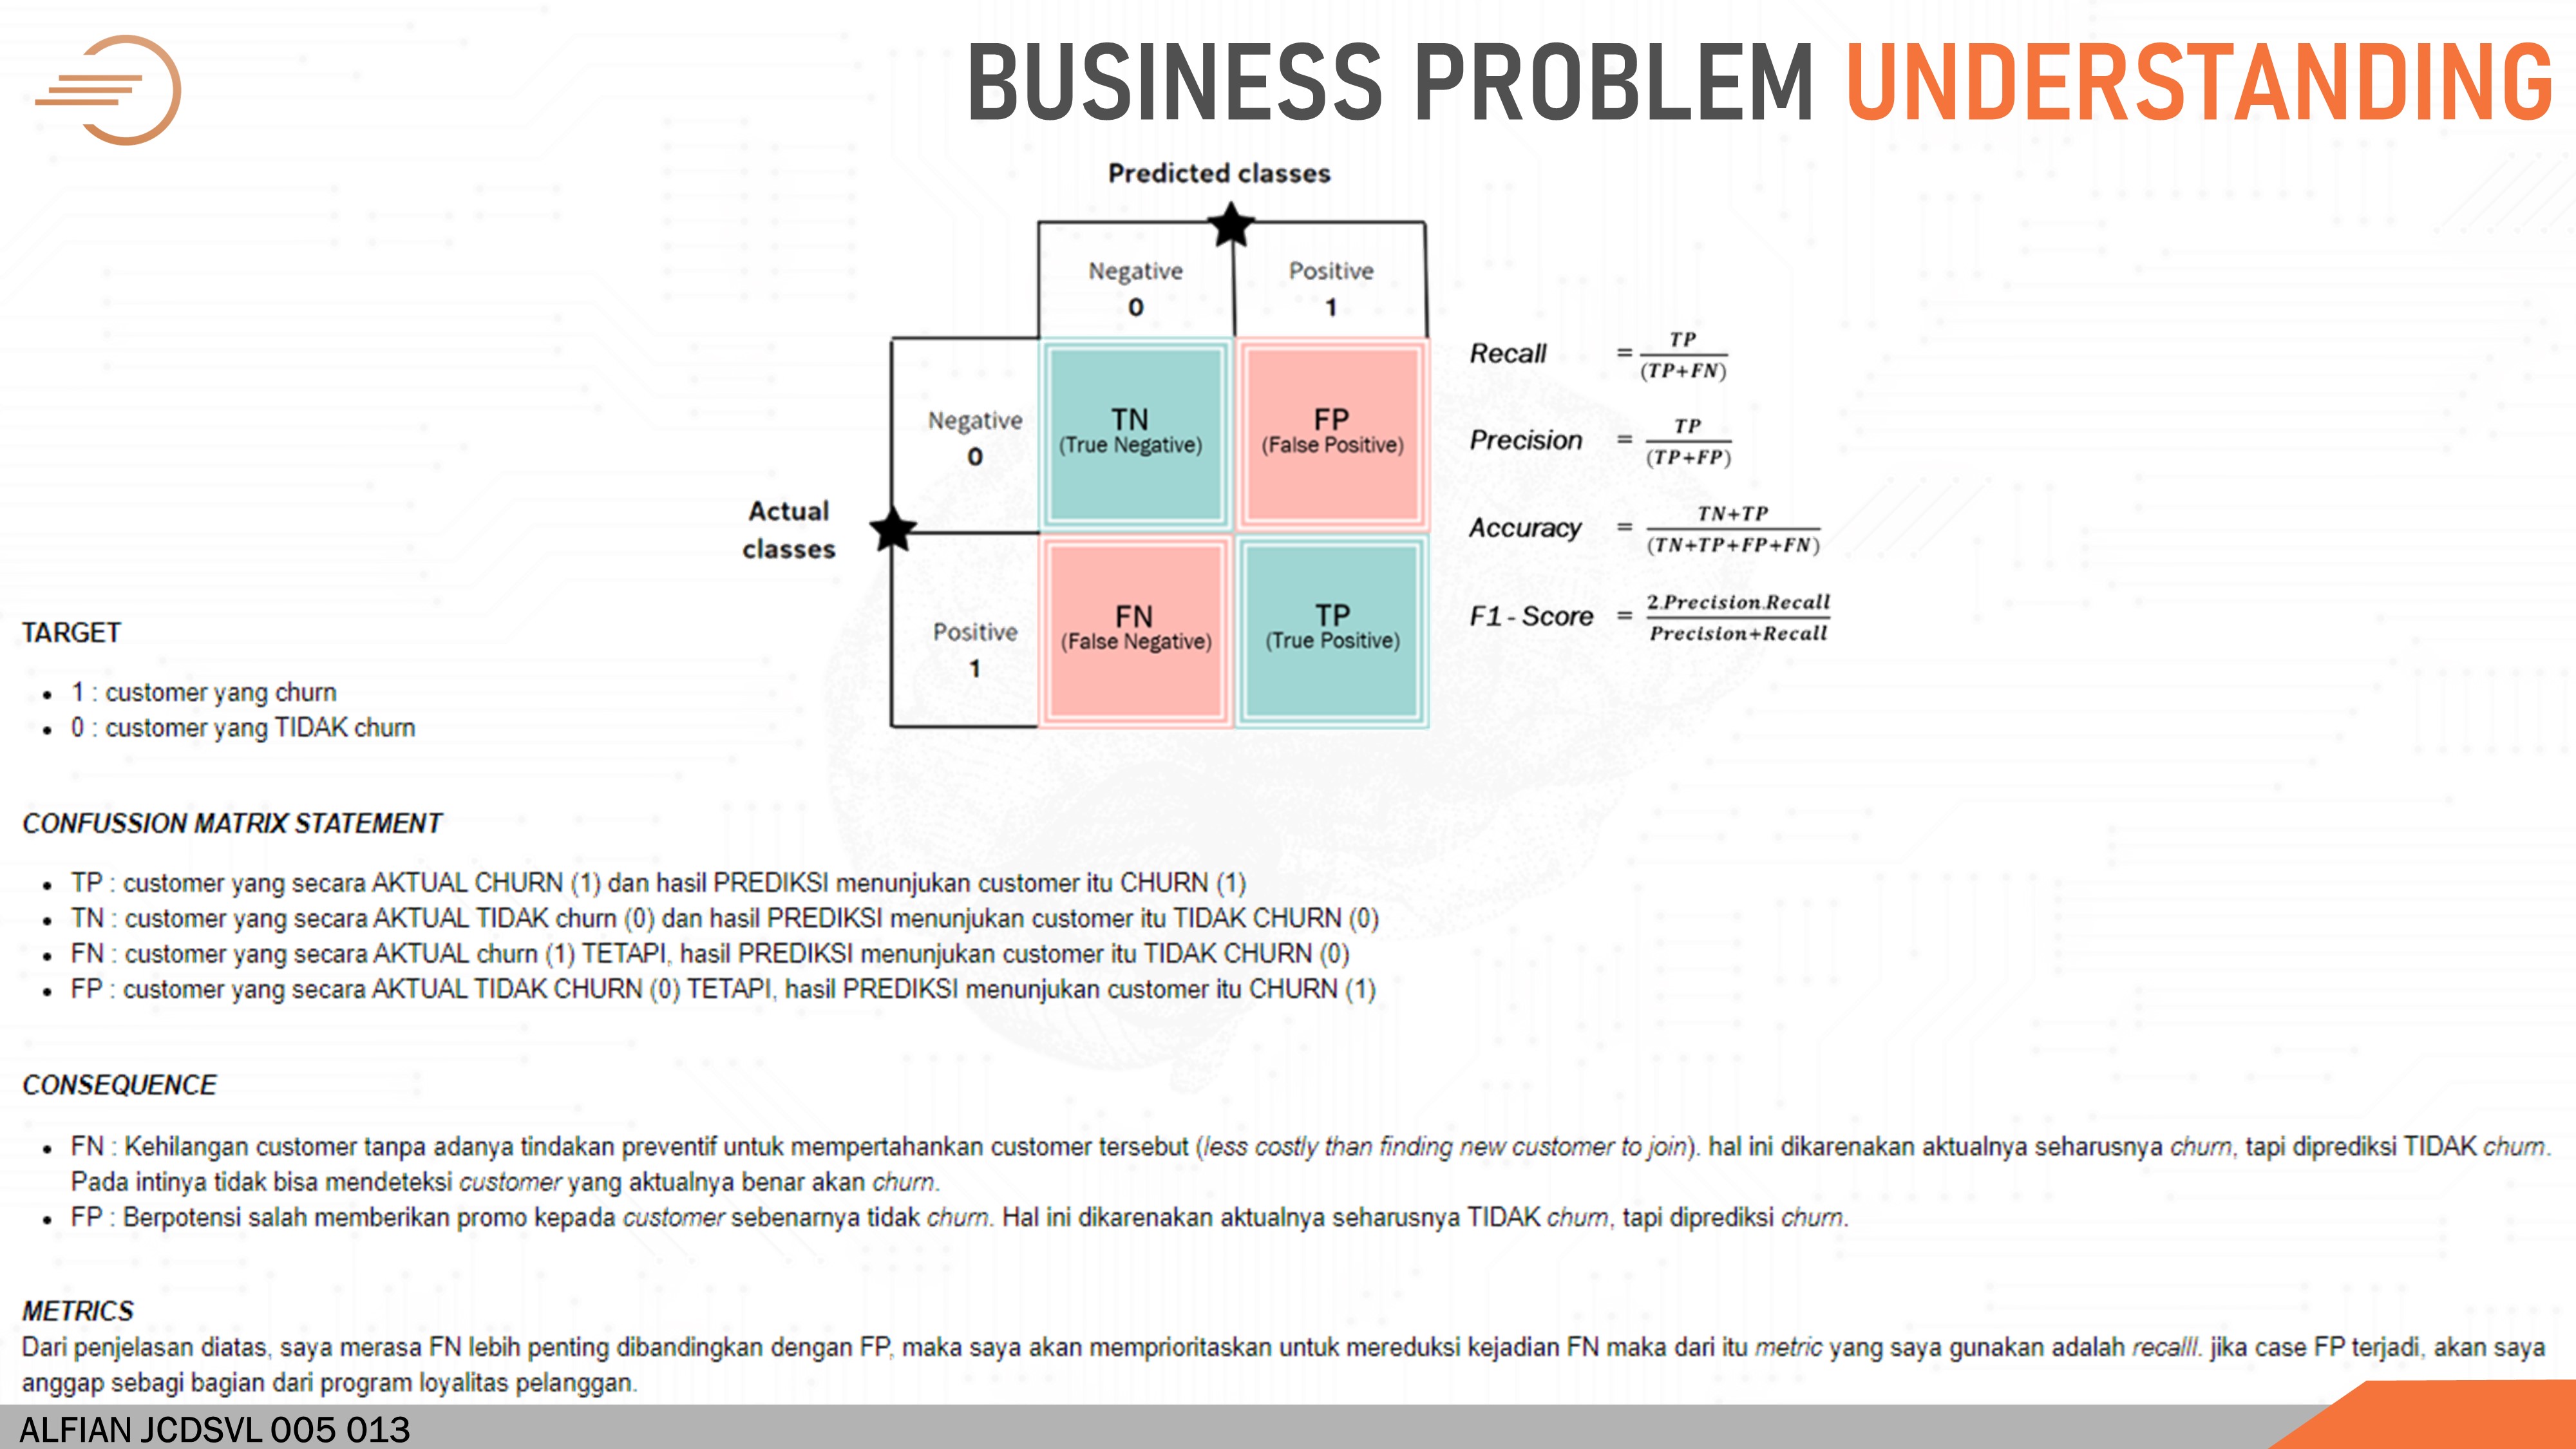 BUSINESS PROBLEM UNDERSTANDING
Predicted classes
Negative
0
Positive
1
Actual
classes
Negative
0
TN
(True Negative)
FP
(False Positive)
Positive
1
FN
(False Negative)
TP
(True Positive)
Recall = TP / (TP+FN)
Precision = TP / (TP+FP)
Accuracy = TN+TP / (TN+TP+FP+FN)
F1 - Score = 2.Precision.Recall / Precision+Recall
TARGET
• 1 : customer yang churn
• 0 : customer yang TIDAK churn
CONFUSSION MATRIX STATEMENT
• TP : customer yang secara AKTUAL CHURN (1) dan hasil PREDIKSI menunjukan customer itu CHURN (1)
• TN : customer yang secara AKTUAL TIDAK churn (0) dan hasil PREDIKSI menunjukan customer itu TIDAK CHURN (0)
• FN : customer yang secara AKTUAL churn (1) TETAPI, hasil PREDIKSI menunjukan customer itu TIDAK CHURN (0)
• FP : customer yang secara AKTUAL TIDAK CHURN (0) TETAPI, hasil PREDIKSI menunjukan customer itu CHURN (1)
CONSEQUENCE
• FN : Kehilangan customer tanpa adanya tindakan preventif untuk mempertahankan customer tersebut (less costly than finding new customer to join). hal ini dikarenakan aktualnya seharusnya churn, tapi diprediksi TIDAK churn.
Pada intinya tidak bisa mendeteksi customer yang aktualnya benar akan churn.
• FP : Berpotensi salah memberikan promo kepada customer sebenarnya tidak churn. Hal ini dikarenakan aktualnya seharusnya TIDAK churn, tapi diprediksi churn.
METRICS
Dari penjelasan diatas, saya merasa FN lebih penting dibandingkan dengan FP, maka saya akan memprioritaskan untuk mereduksi kejadian FN maka dari itu metric yang saya gunakan adalah recalll. jika case FP terjadi, akan saya
anggap sebagi bagian dari program loyalitas pelanggan.
ALFIAN JCDSVL 005 013